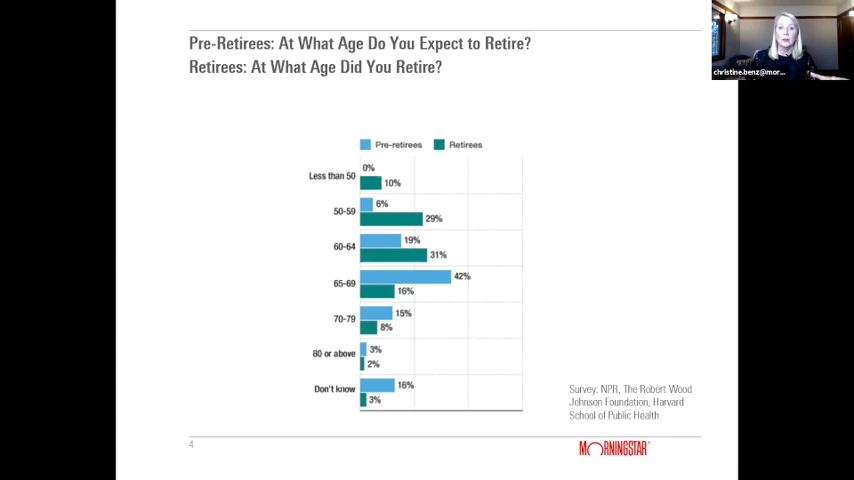 Pre-Retirees: At What Age Do You Expect to Retire?
Retirees: At What Age Did You Retire?
christine.benz@mor...
Pre-retirees Retirees
Less than 50 0%
10%
50-59 6%
29%
60-64 19%
31%
65-69 42%
16%
70-79 15%
8%
80 or above 3%
2%
Don't know 16%
3%
Survey: NPR, The Robert Wood
Johnson Foundation, Harvard
School of Public Health
4
MORNINGSTAR®